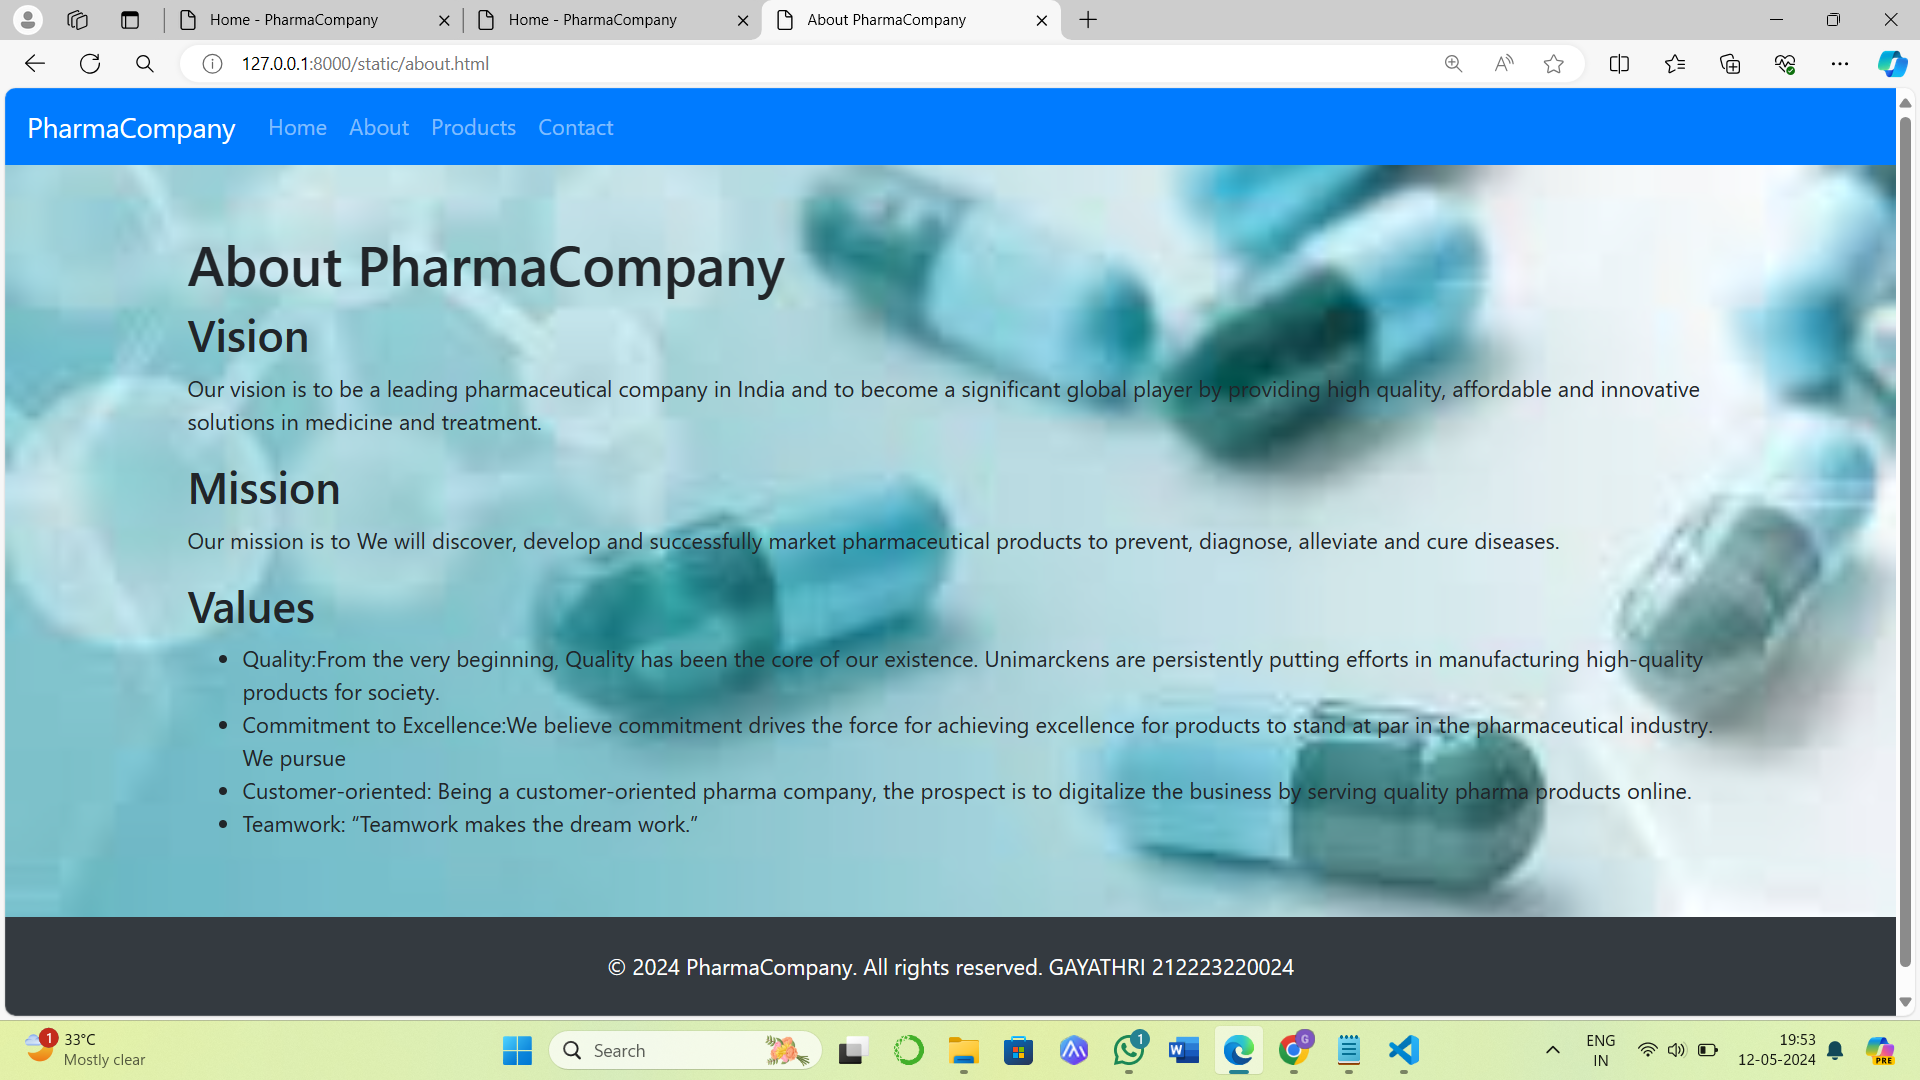 Home - PharmaCompany
Home - PharmaCompany
About PharmaCompany
127.0.0.1:8000/static/about.html
PharmaCompany Home About Products Contact
About PharmaCompany
Vision
Our vision is to be a leading pharmaceutical company in India and to become a significant global player by providing high quality, affordable and innovative
solutions in medicine and treatment.
Mission
Our mission is to We will discover, develop and successfully market pharmaceutical products to prevent, diagnose, alleviate and cure diseases.
Values
• Quality:From the very beginning, Quality has been the core of our existence. Unimarckens are persistently putting efforts in manufacturing high-quality
products for society.
• Commitment to Excellence:We believe commitment drives the force for achieving excellence for products to stand at par in the pharmaceutical industry.
We pursue
• Customer-oriented: Being a customer-oriented pharma company, the prospect is to digitalize the business by serving quality pharma products online.
• Teamwork: “Teamwork makes the dream work.”
© 2024 PharmaCompany. All rights reserved. GAYATHRI 212223220024
1
33°C
Mostly clear
Search
1
W
G
ENG
IN
19:53
12-05-2024
PRE